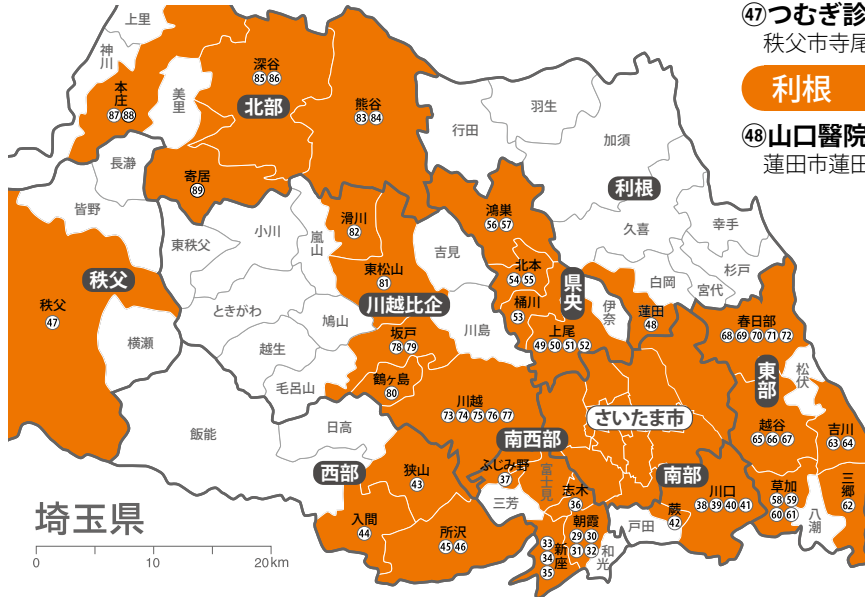 ㊼つむぎ診
秩父市寺尾
利根
㊽山口醫院
蓮田市蓮田
上里
神川
本庄
87 88
美里
深谷
85 86
北部
熊谷
83 84
寄居
89
長瀞
皆野
秩父
秩父
㊼
横瀬
行田
羽生
加須
利根
久喜
幸手
杉戸
宮代
白岡
蓮田
㊽
東秩父
小川
嵐山
滑川
82
東松山
81
吉見
川越比企
ときがわ
鳩山
越生
毛呂山
川島
坂戸
78 79
鶴ヶ島
80
川越
73 74 75 76 77
鴻巣
56 57
北本
54 55
桶川
53
県央
伊奈
上尾
㊾ ㊿ 51 52
春日部
68 69 70 71 72
東部
松伏
越谷
65 66 67
吉川
63 64
草加
58 59
60 61
八潮
三郷
62
さいたま市
南部
川口
㊳ ㊴ ㊵ ㊶
蕨
㊷
戸田
南西部
ふじみ野
㊲
富士見
三芳
志木
㊱
朝霞
㉙ ㉚
㉛ ㉜
新座
㉝
㉞
㉟
和光
飯能
日高
西部
狭山
㊸
入間
㊹
所沢
㊺ ㊻
埼玉県
0 10 20km